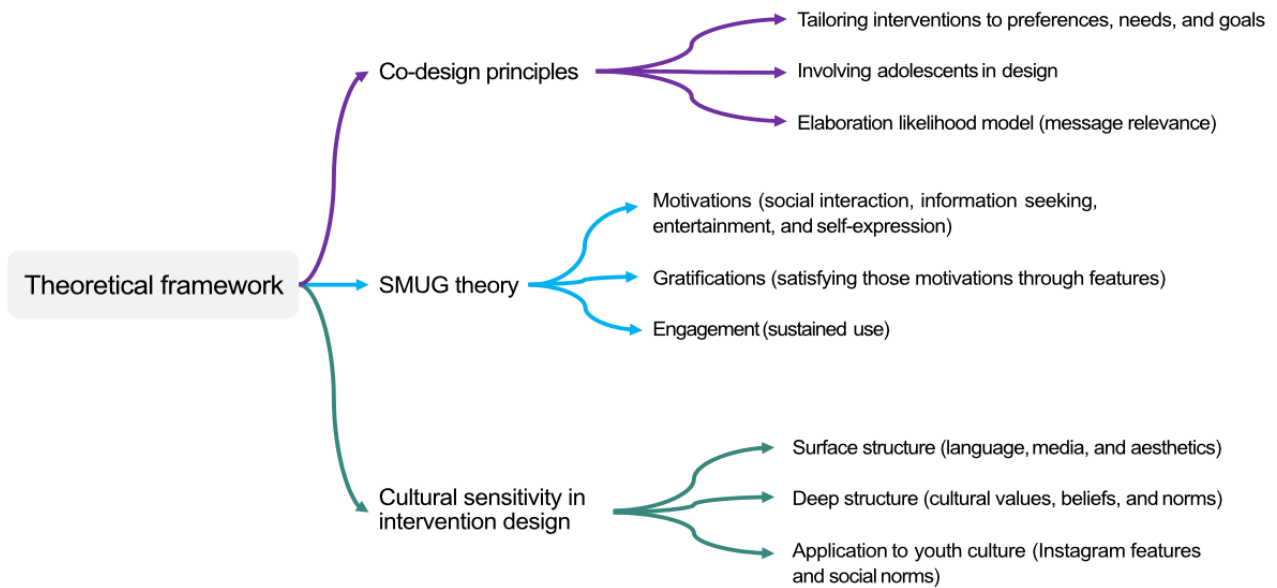 Theoretical framework
Co-design principles
Tailoring interventions to preferences, needs, and goals
Involving adolescents in design
Elaboration likelihood model (message relevance)
SMUG theory
Motivations (social interaction, information seeking,
entertainment, and self-expression)
Gratifications (satisfying those motivations through features)
Engagement (sustained use)
Cultural sensitivity in
intervention design
Surface structure (language, media, and aesthetics)
Deep structure (cultural values, beliefs, and norms)
Application to youth culture (Instagram features
and social norms)